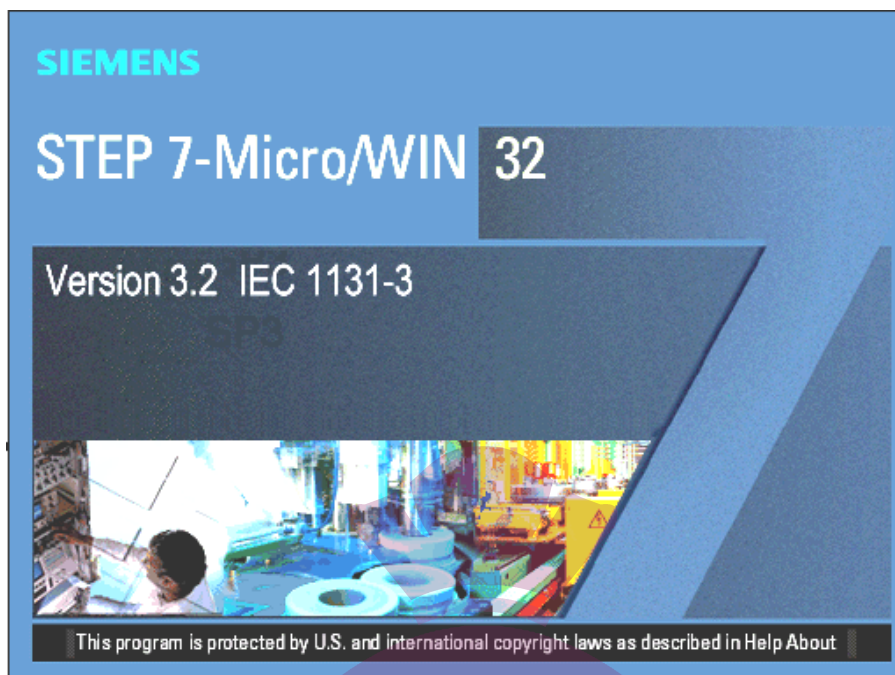 SIEMENS
STEP 7-Micro/WIN 32
Version 3.2 IEC 1131-3
SP3
This program is protected by U.S. and international copyright laws as described in Help About